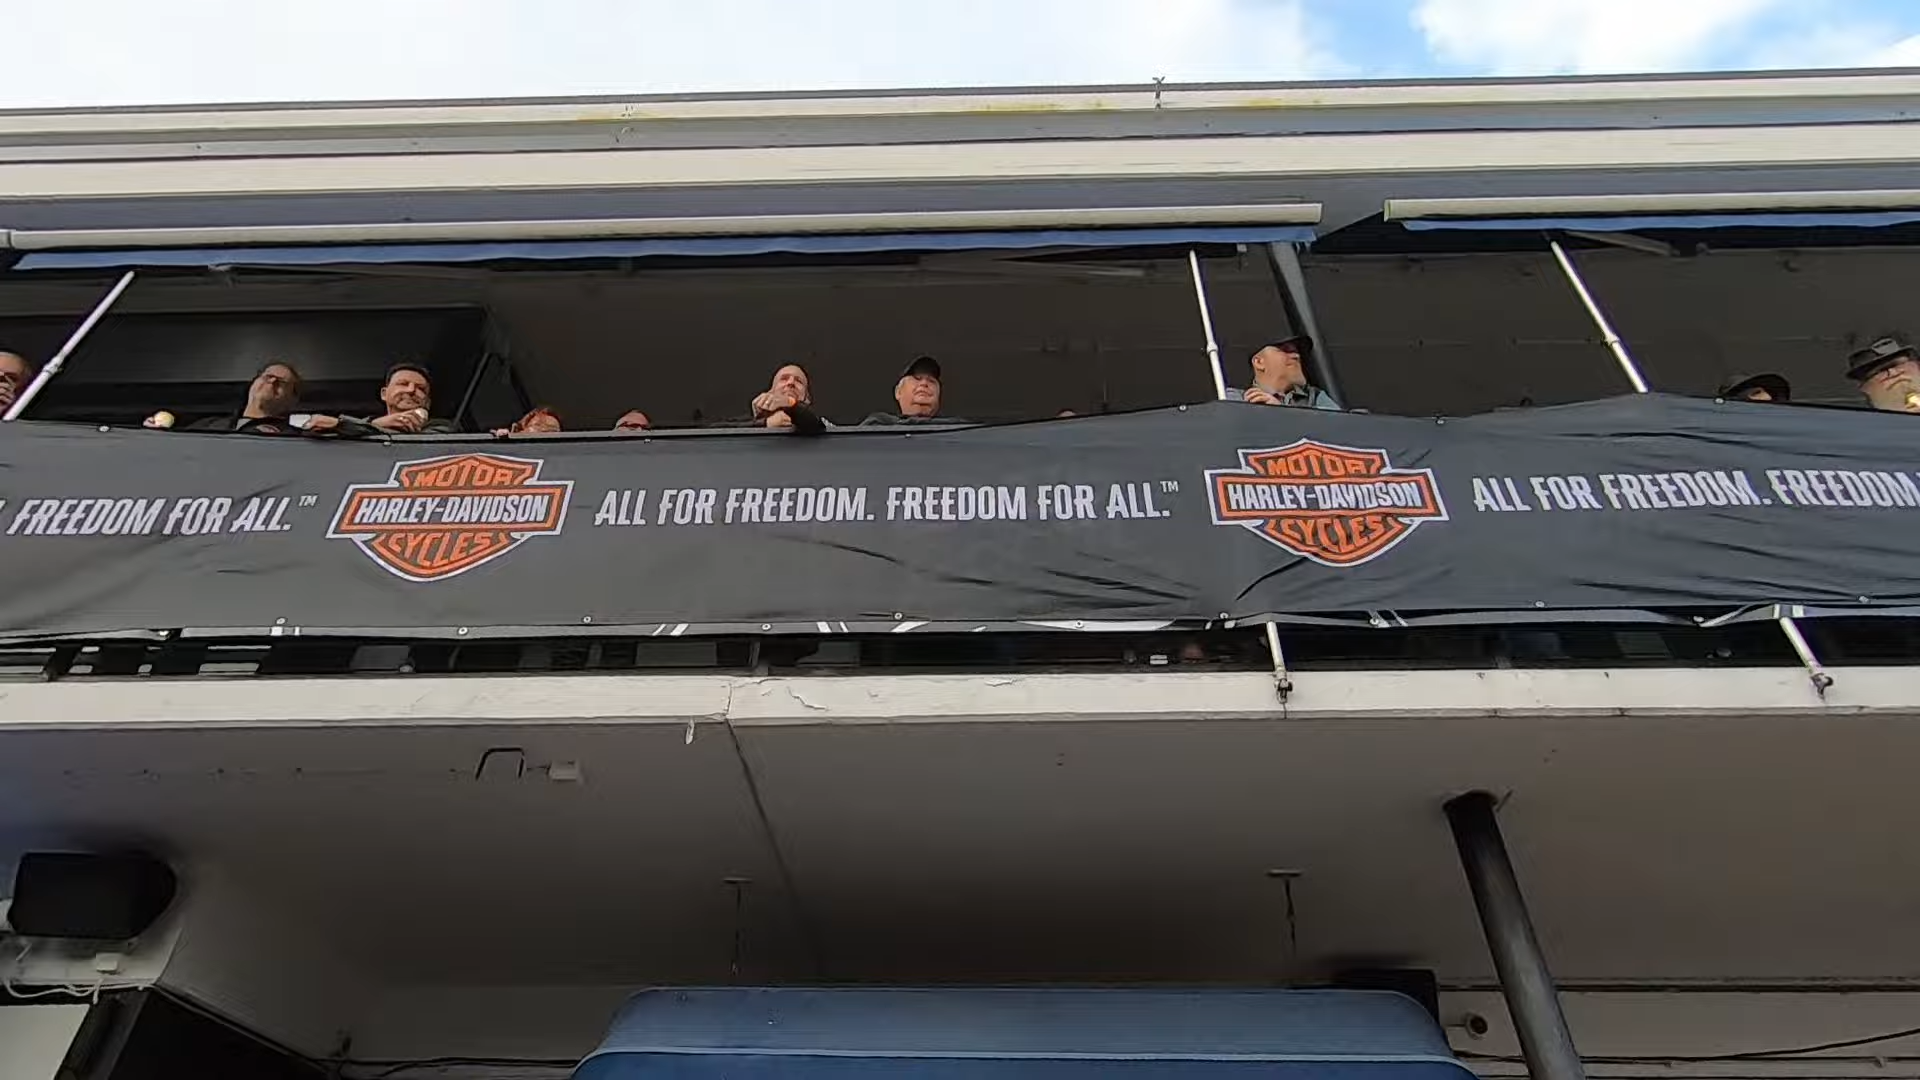 FREEDOM FOR ALL.™
MOTOR
HARLEY-DAVIDSON
CYCLES
ALL FOR FREEDOM. FREEDOM FOR ALL.™
MOTOR
HARLEY-DAVIDSON
CYCLES
ALL FOR FREEDOM. FREEDOM